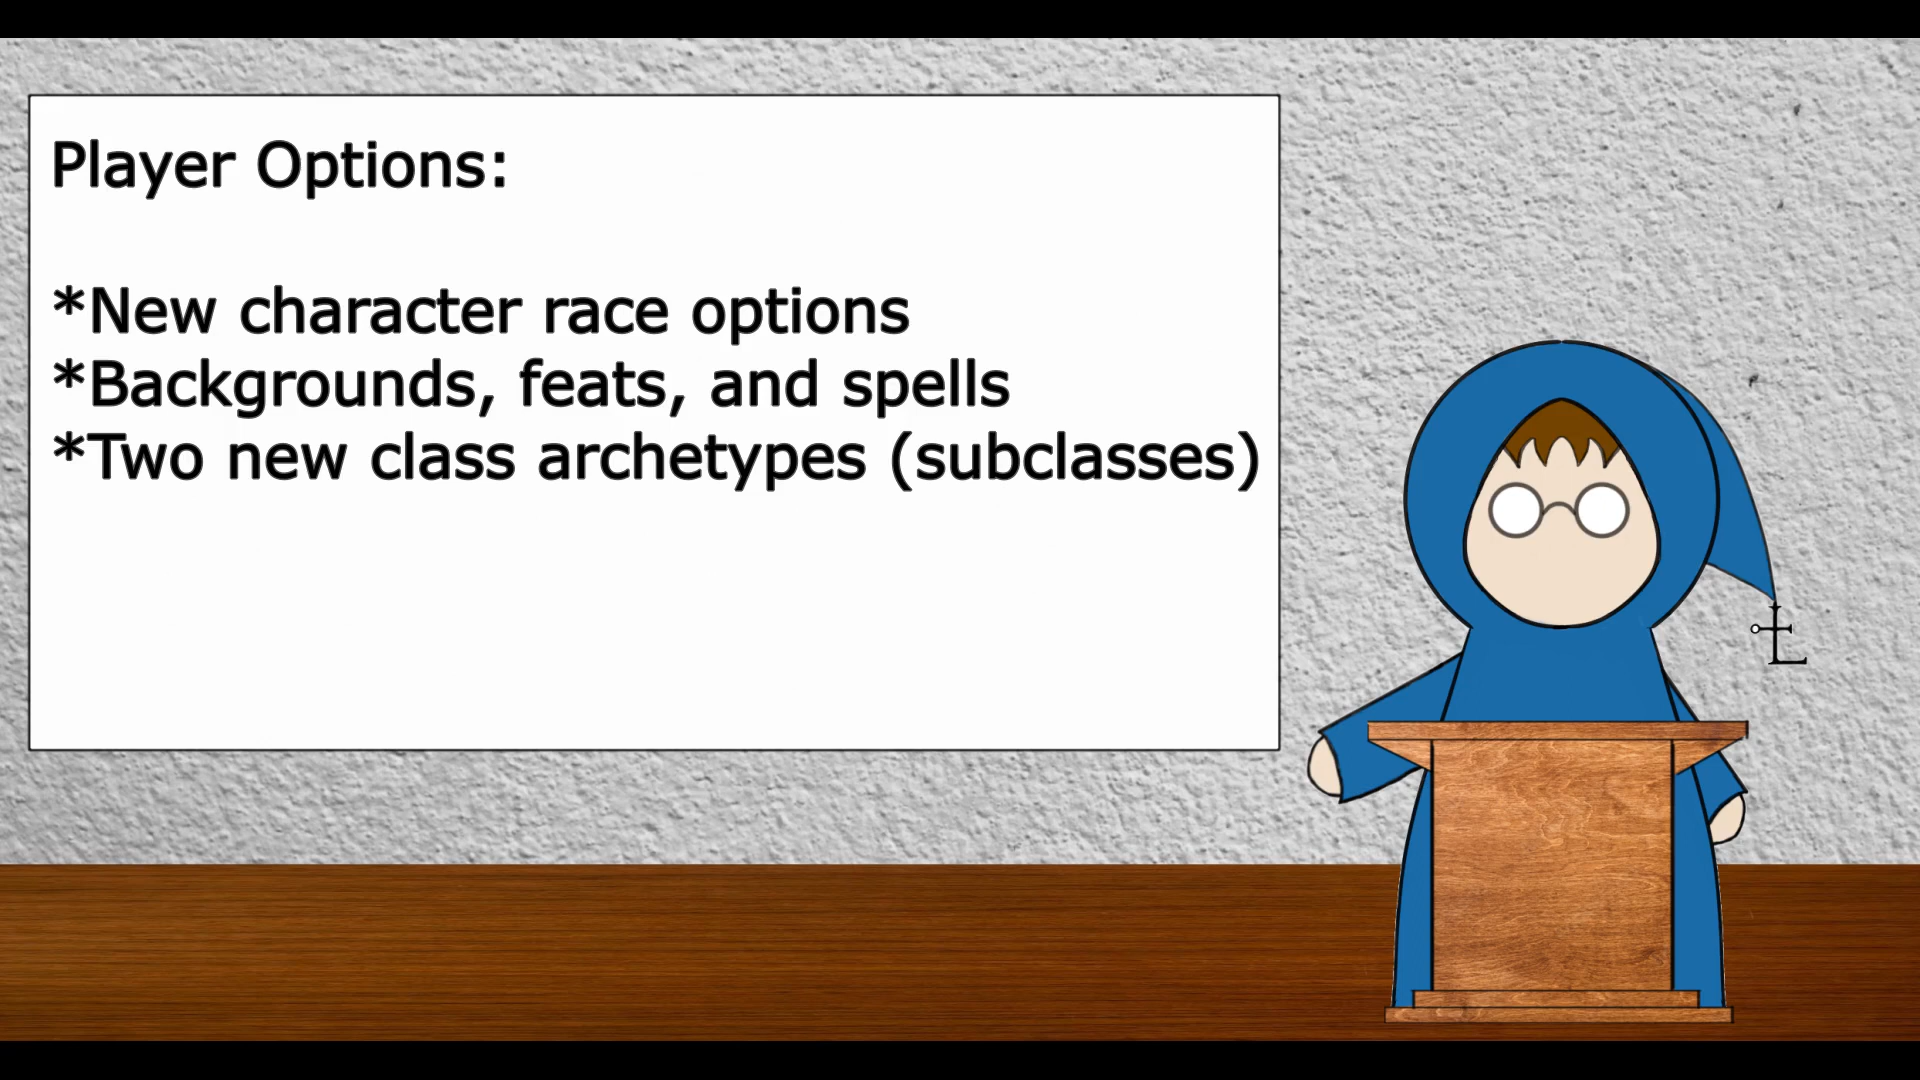 Player Options:
*New character race options
*Backgrounds, feats, and spells
*Two new class archetypes (subclasses)